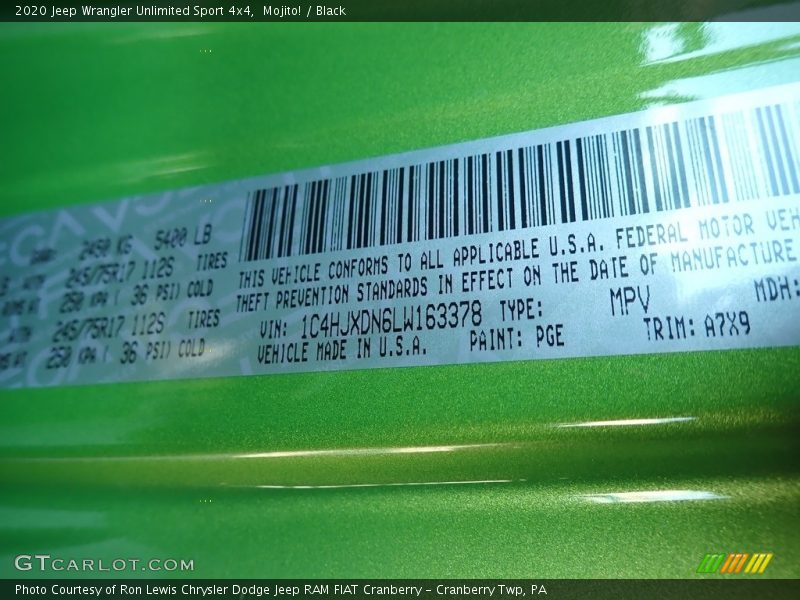 2020 Jeep Wrangler Unlimited Sport 4x4, Mojito! / Black
2450 KG 5400 LB
245/75R17 112S TIRES
250 KPA ( 36 PSI) COLD
245/75R17 112S TIRES
250 KPA ( 36 PSI) COLD
THIS VEHICLE CONFORMS TO ALL APPLICABLE U.S.A. FEDERAL MOTOR VEH
THEFT PREVENTION STANDARDS IN EFFECT ON THE DATE OF MANUFACTURE
VIN: 1C4HJXDN6LW163378 TYPE: MPV MDH:
VEHICLE MADE IN U.S.A. PAINT: PGE TRIM: A7X9
GTCARLOT.COM
Photo Courtesy of Ron Lewis Chrysler Dodge Jeep RAM FIAT Cranberry - Cranberry Twp, PA